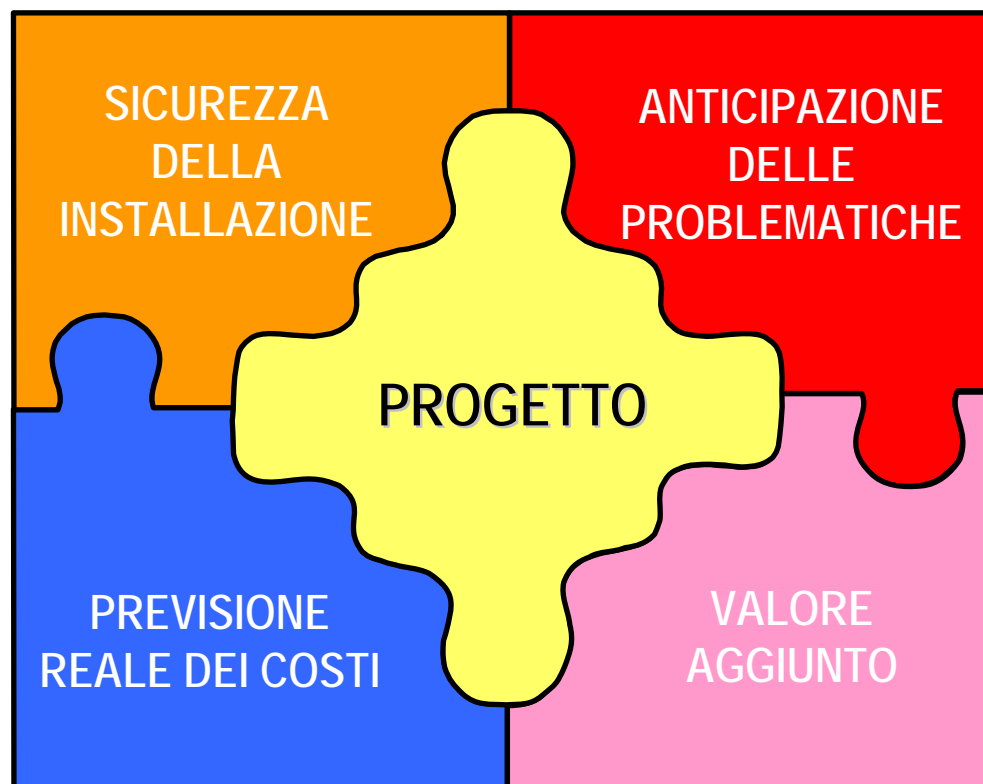 SICUREZZA
DELLA
INSTALLAZIONE
ANTICIPAZIONE
DELLE
PROBLEMATICHE
PROGETTO
PREVISIONE
REALE DEI COSTI
VALORE
AGGIUNTO